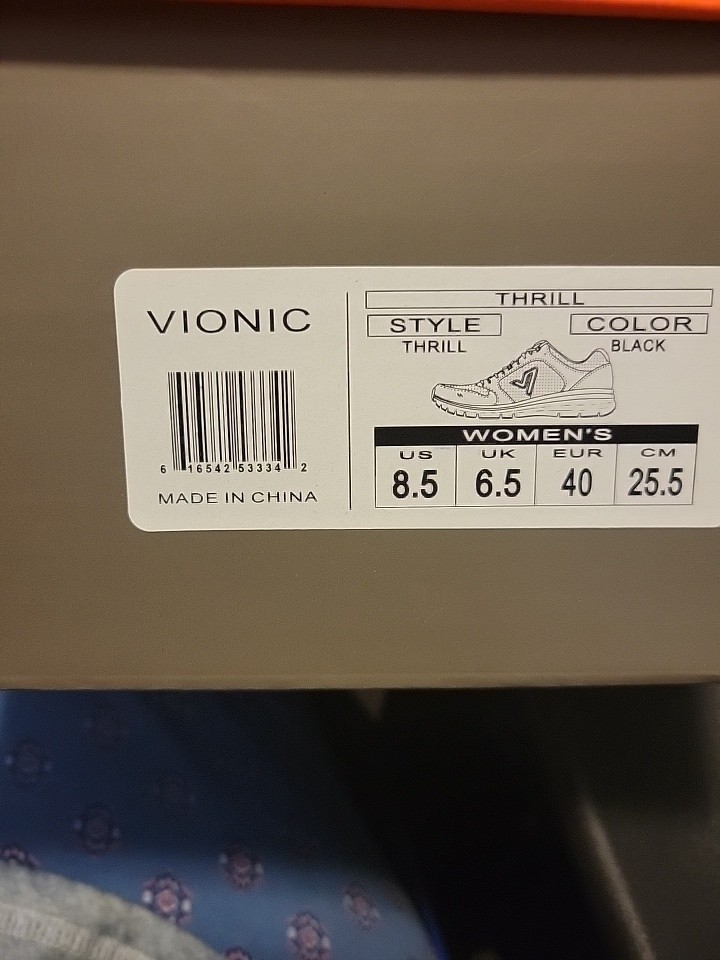 VIONIC
6 16542 53334 2
MADE IN CHINA
THRILL
STYLE COLOR
THRILL BLACK
WOMEN'S
US UK EUR CM
8.5 6.5 40 25.5